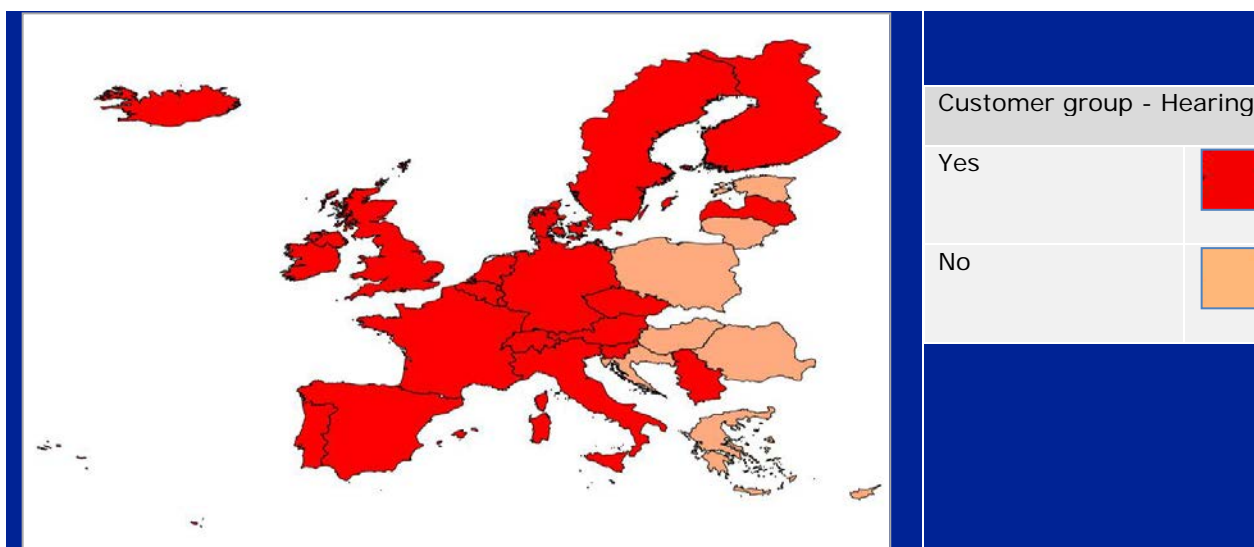 Customer group - Hearing
Yes
No